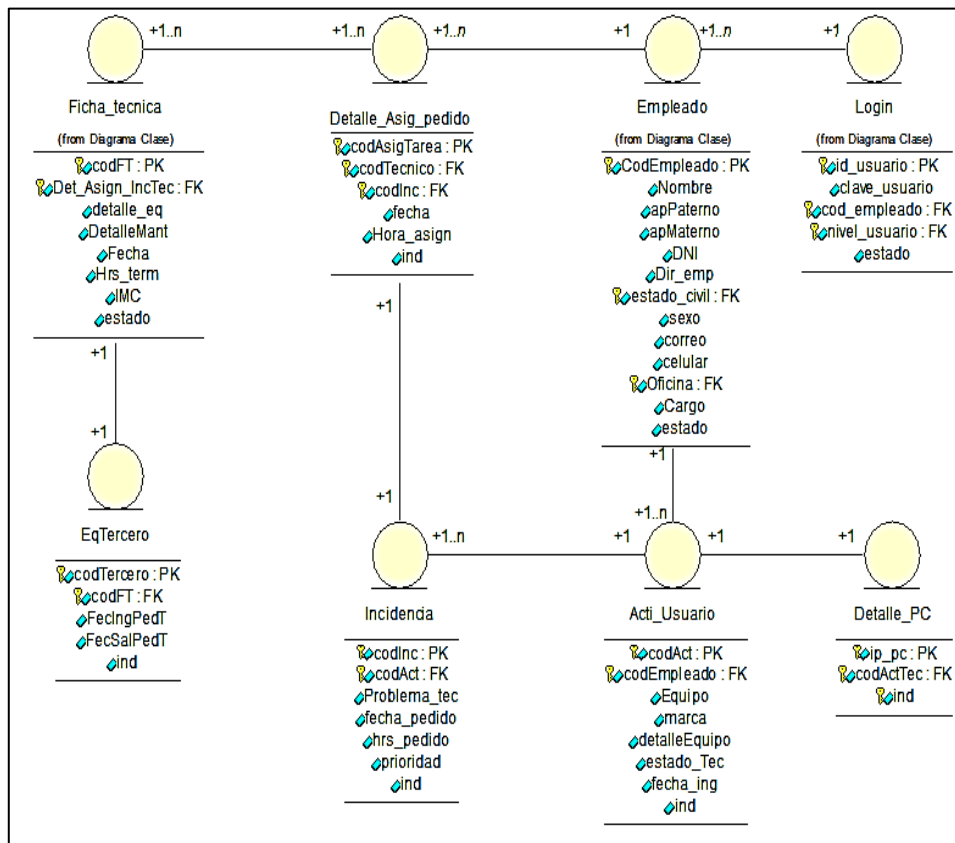 +1..n
+1..n
+1..n
+1
+1..n
+1
Ficha_tecnica
(from Diagrama Clase)
codFT : PK
Det_Asign_IncTec : FK
detalle_eq
DetalleMant
Fecha
Hrs_term
IMC
estado
+1
Detalle_Asig_pedido
codAsigTarea : PK
codTecnico : FK
codInc : FK
fecha
Hora_asign
ind
+1
Empleado
(from Diagrama Clase)
CodEmpleado : PK
Nombre
apPaterno
apMaterno
DNI
Dir_emp
estado_civil : FK
sexo
correo
celular
Oficina : FK
Cargo
estado
+1
Login
(from Diagrama Clase)
id_usuario : PK
clave_usuario
cod_empleado : FK
nivel_usuario : FK
estado
+1
EqTercero
codTercero : PK
codFT : FK
FecIngPedT
FecSalPedT
ind
+1
+1..n
+1
Incidencia
codInc : PK
codAct : FK
Problema_tec
fecha_pedido
hrs_pedido
prioridad
ind
+1..n
+1
+1
Acti_Usuario
codAct : PK
codEmpleado : FK
Equipo
marca
detalleEquipo
estado_Tec
fecha_ing
ind
+1
Detalle_PC
ip_pc : PK
codActTec : FK
ind